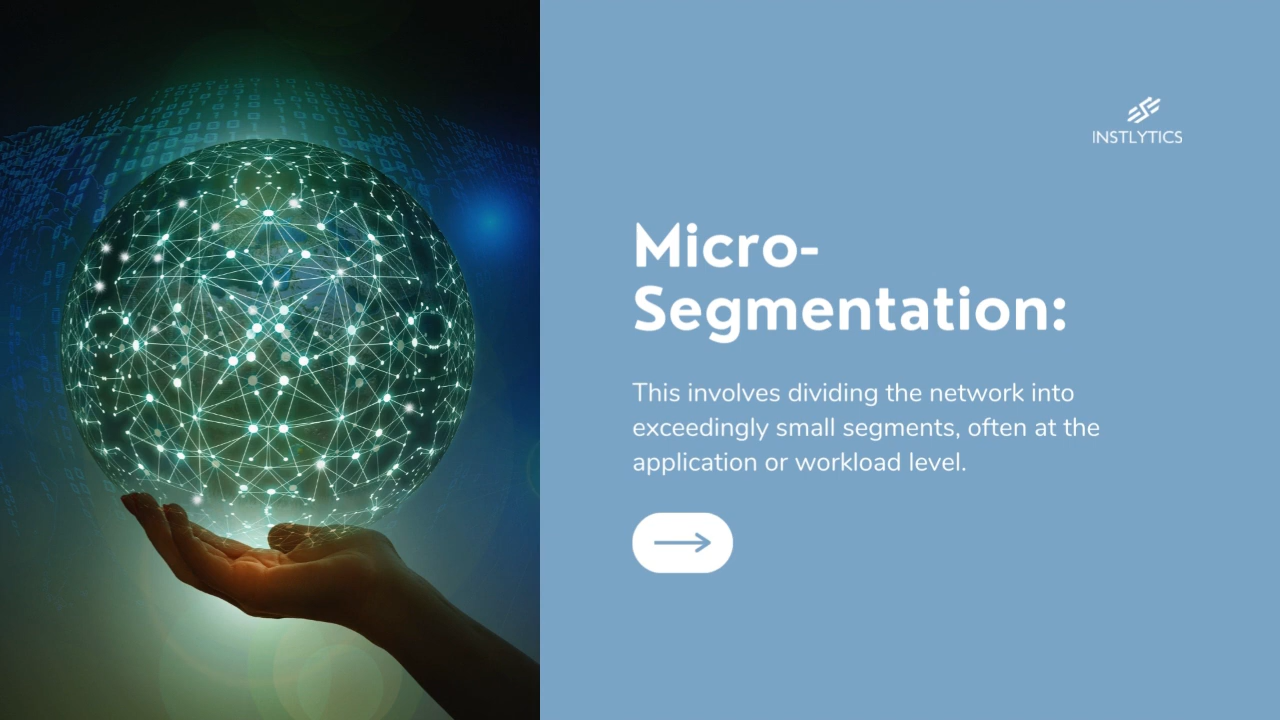 INSTLYTICS
Micro-
Segmentation:
This involves dividing the network into
exceedingly small segments, often at the
application or workload level.